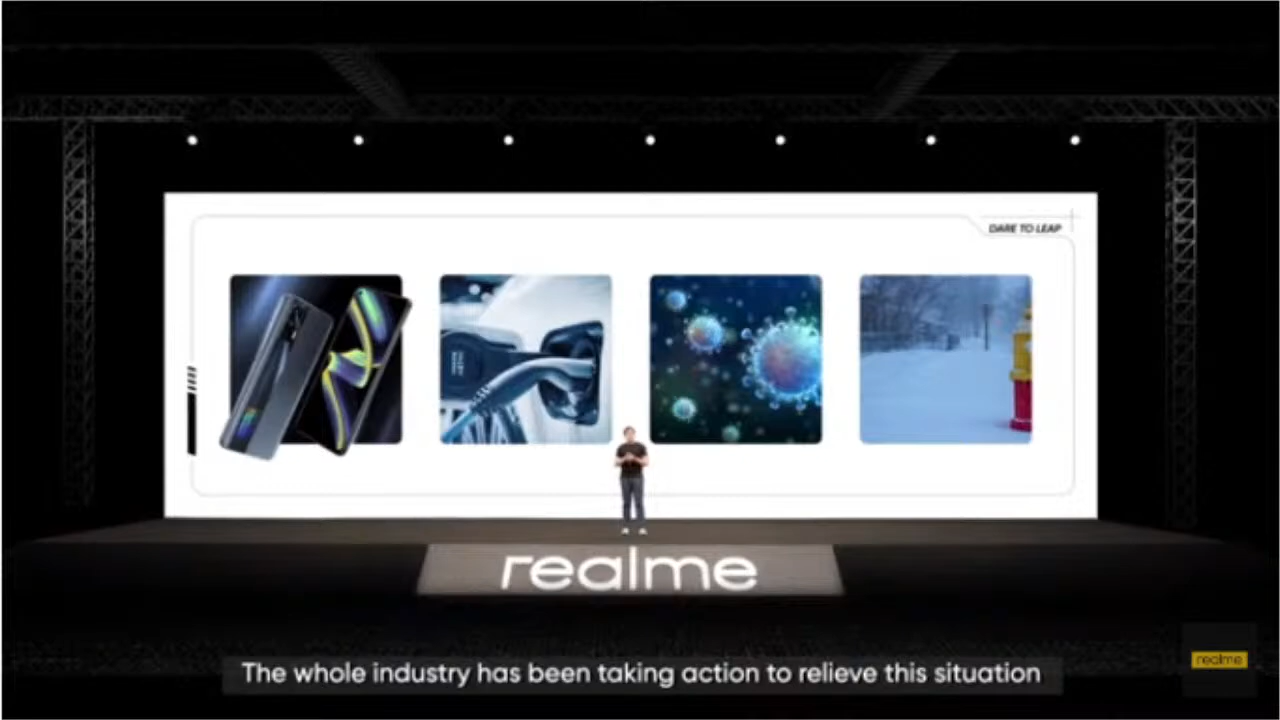 DARE TO LEAP
realme
realme
The whole industry has been taking action to relieve this situation